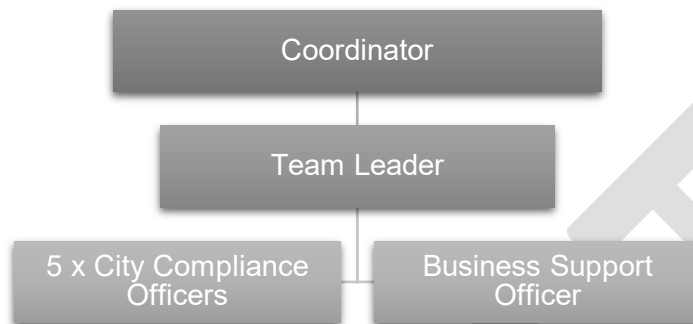 Coordinator
Team Leader
5 x City Compliance
Officers
Business Support
Officer